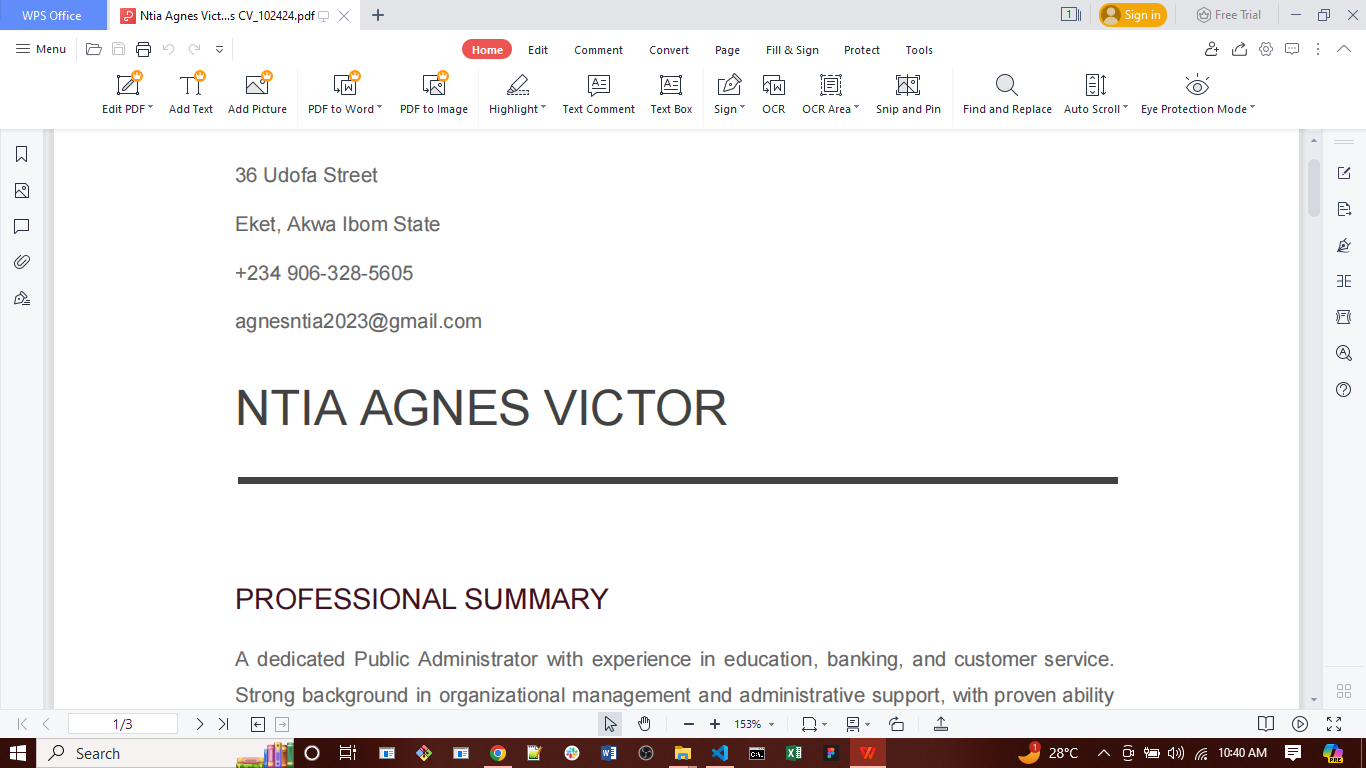 WPS Office
Ntia Agnes Vict...s CV_102424.pdf
1
Sign in
Free Trial
Menu
Home
Edit
Comment
Convert
Page
Fill & Sign
Protect
Tools
Edit PDF
Add Text
Add Picture
PDF to Word
PDF to Image
Highlight
Text Comment
Text Box
Sign
OCR
OCR Area
Snip and Pin
Find and Replace
Auto Scroll
Eye Protection Mode
36 Udofa Street
Eket, Akwa Ibom State
+234 906-328-5605
agnesntia2023@gmail.com
NTIA AGNES VICTOR
PROFESSIONAL SUMMARY
A dedicated Public Administrator with experience in education, banking, and customer service.
Strong background in organizational management and administrative support, with proven ability
1/3
153%
Search
1
28°C
10:40 AM
PRE